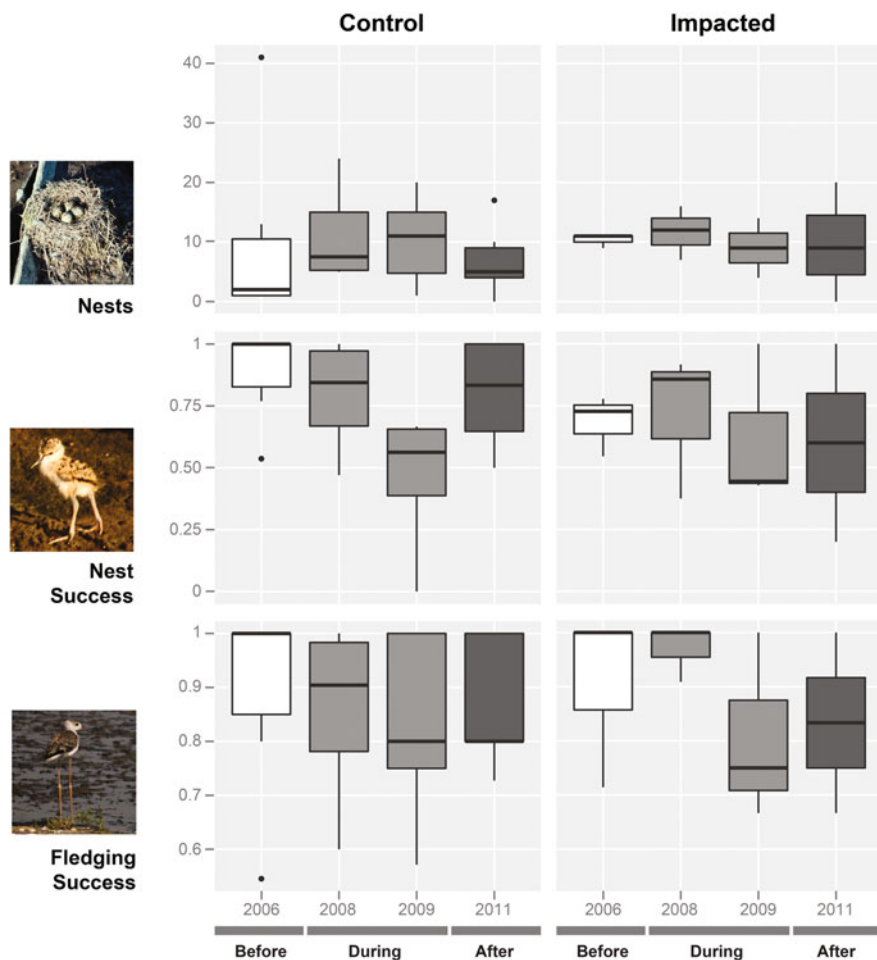 Control
Impacted
40
30
20
10
0
Nests
1
0.75
0.50
0.25
0
Nest
Success
1
0.9
0.8
0.7
0.6
Fledging
Success
2006
2008
2009
2011
2006
2008
2009
2011
Before
During
After
Before
During
After